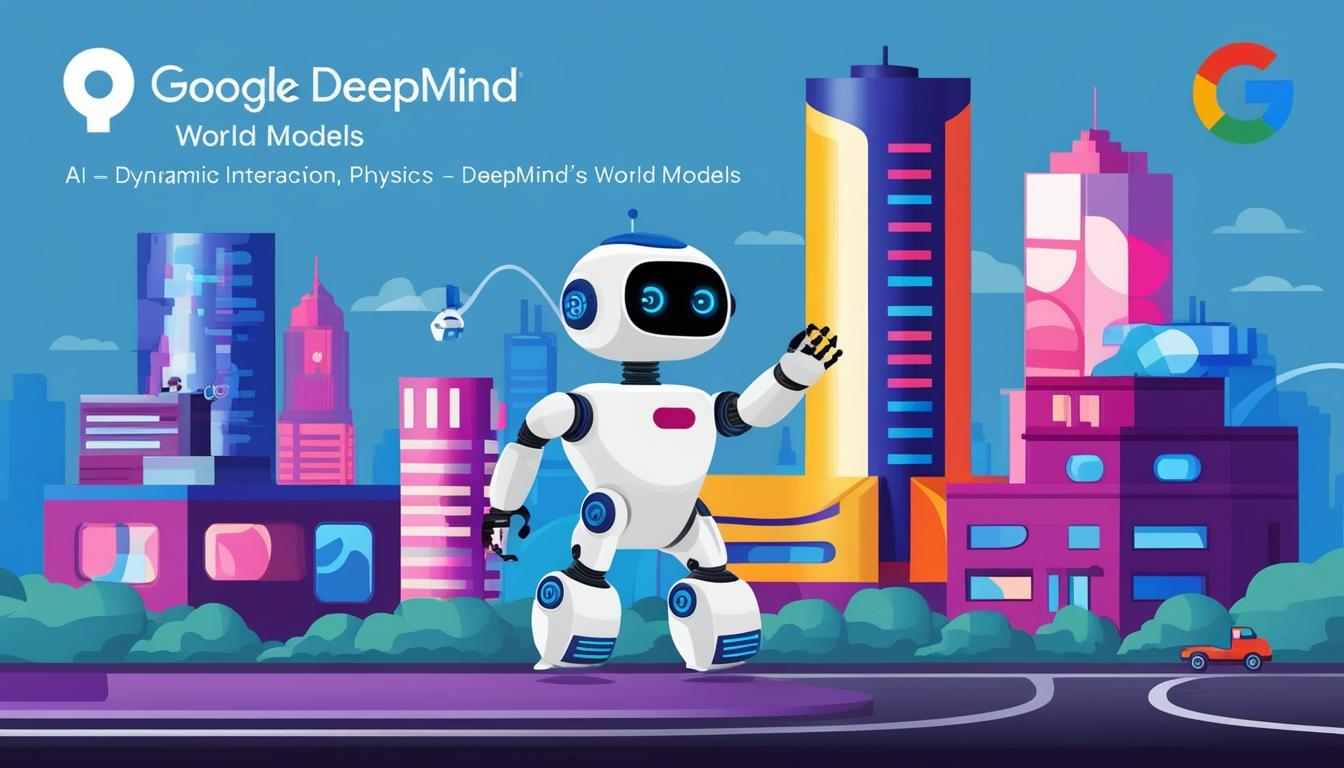 Google DeepMind
World Models
AI – Dynramic Interacion, Physics – DeepMind's World Models
G